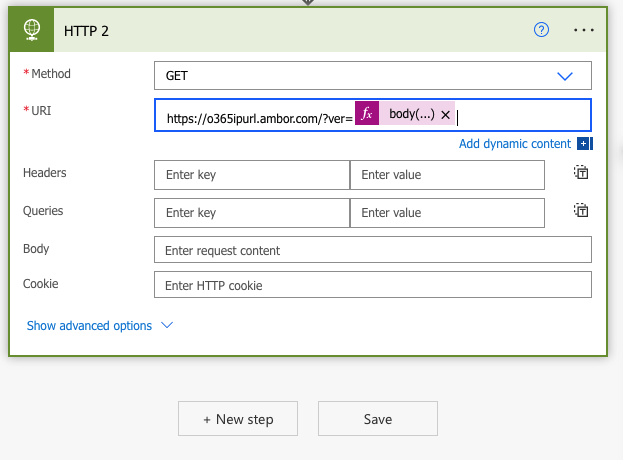 HTTP 2
?
...
* Method
GET
* URI
https://o365ipurl.ambor.com/?ver= fx body(...) ×
Add dynamic content +
Headers
Enter key
Enter value
T
Queries
Enter key
Enter value
T
Body
Enter request content
Cookie
Enter HTTP cookie
Show advanced options
+ New step
Save